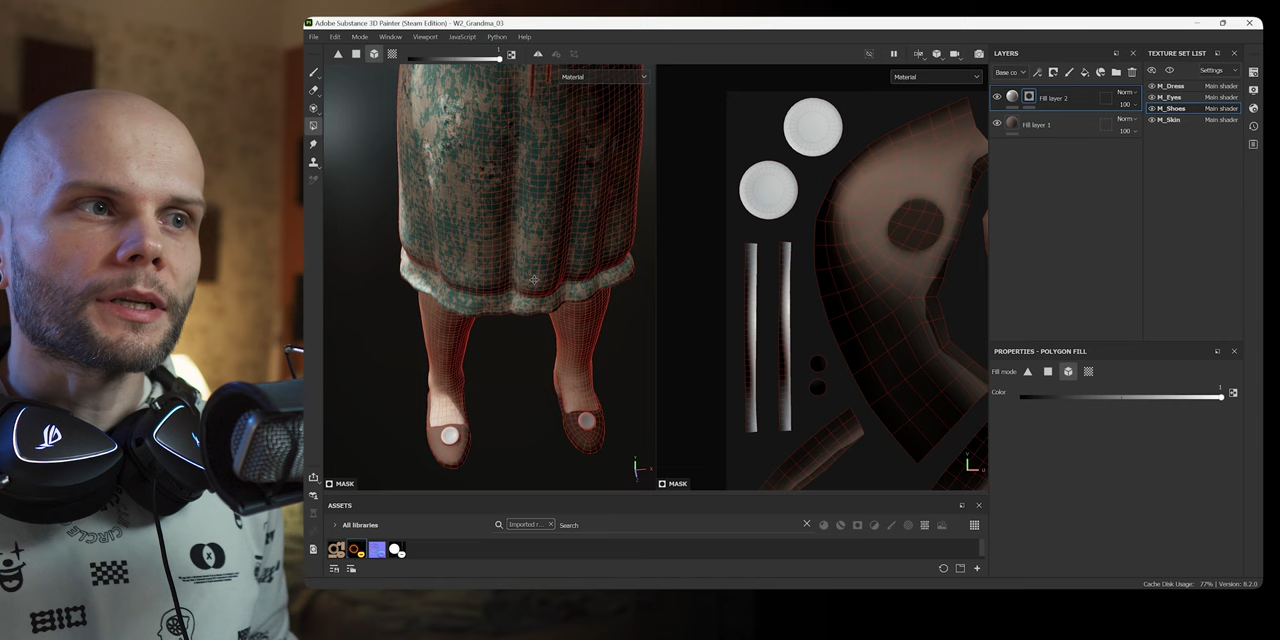 Adobe Substance 3D Painter (Steam Edition) - W2_Grandma_03
File Edit Mode Window Viewport JavaScript Python Help
1
Material
Material
MASK
MASK
LAYERS
Base co
Fill layer 2
Norm
100
Fill layer 1
Norm
100
TEXTURE SET LIST
Settings
M_Dress Main shader
M_Eyes Main shader
M_Shoes Main shader
M_Skin Main shader
PROPERTIES - POLYGON FILL
Fill mode
Color
1
ASSETS
All libraries
Imported r...
Search
Cache Disk Usage: 77% | Version: 8.2.0
CIRCLE